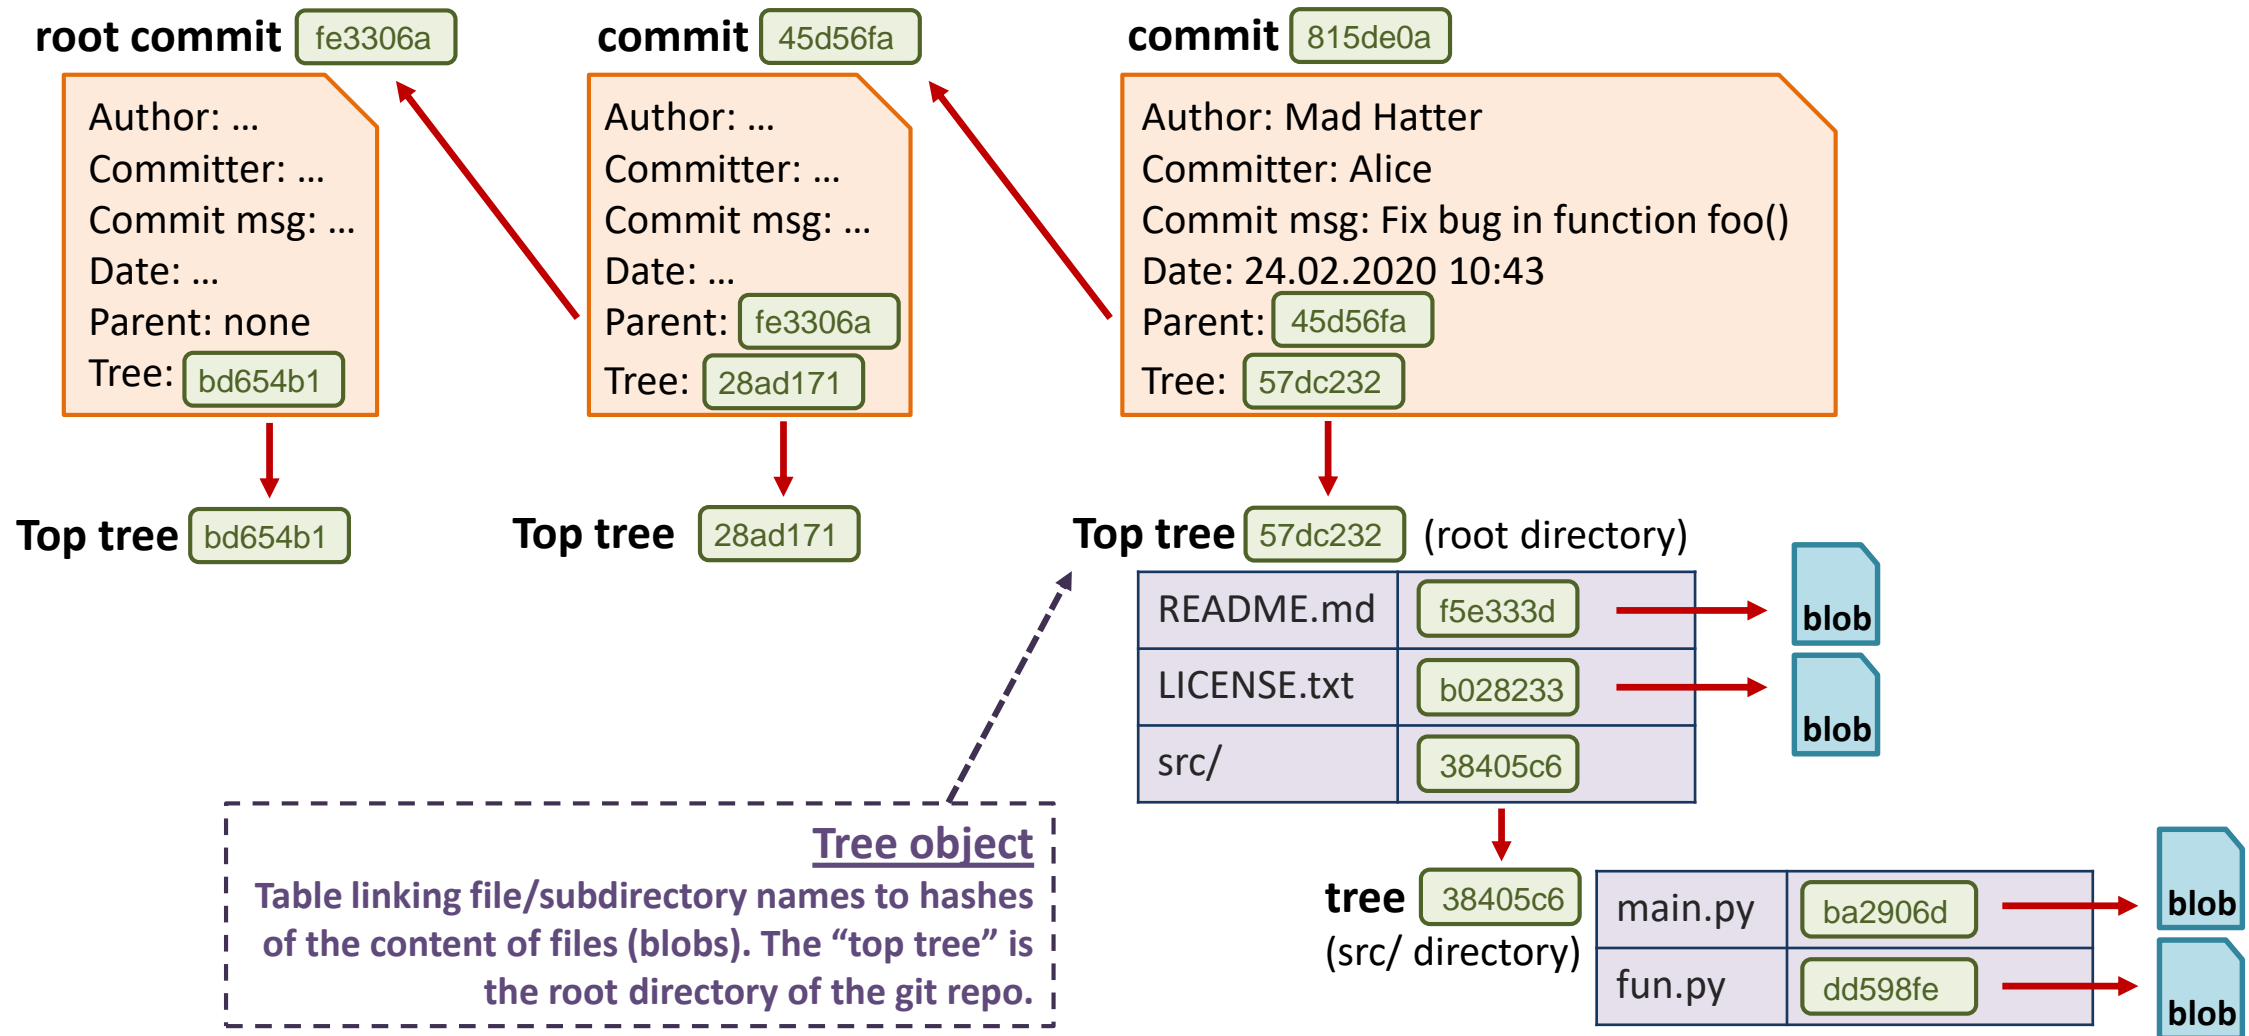 root commit fe3306a
Author: ...
Committer: ...
Commit msg: ...
Date: ...
Parent: none
Tree: bd654b1
Top tree bd654b1
commit 45d56fa
Author: ...
Committer: ...
Commit msg: ...
Date: ...
Parent: fe3306a
Tree: 28ad171
Top tree 28ad171
commit 815de0a
Author: Mad Hatter
Committer: Alice
Commit msg: Fix bug in function foo()
Date: 24.02.2020 10:43
Parent: 45d56fa
Tree: 57dc232
Top tree 57dc232 (root directory)
README.md f5e333d blob
LICENSE.txt b028233 blob
src/ 38405c6
tree 38405c6
(src/ directory)
main.py ba2906d blob
fun.py dd598fe blob
Tree object
Table linking file/subdirectory names to hashes
of the content of files (blobs). The “top tree” is
the root directory of the git repo.